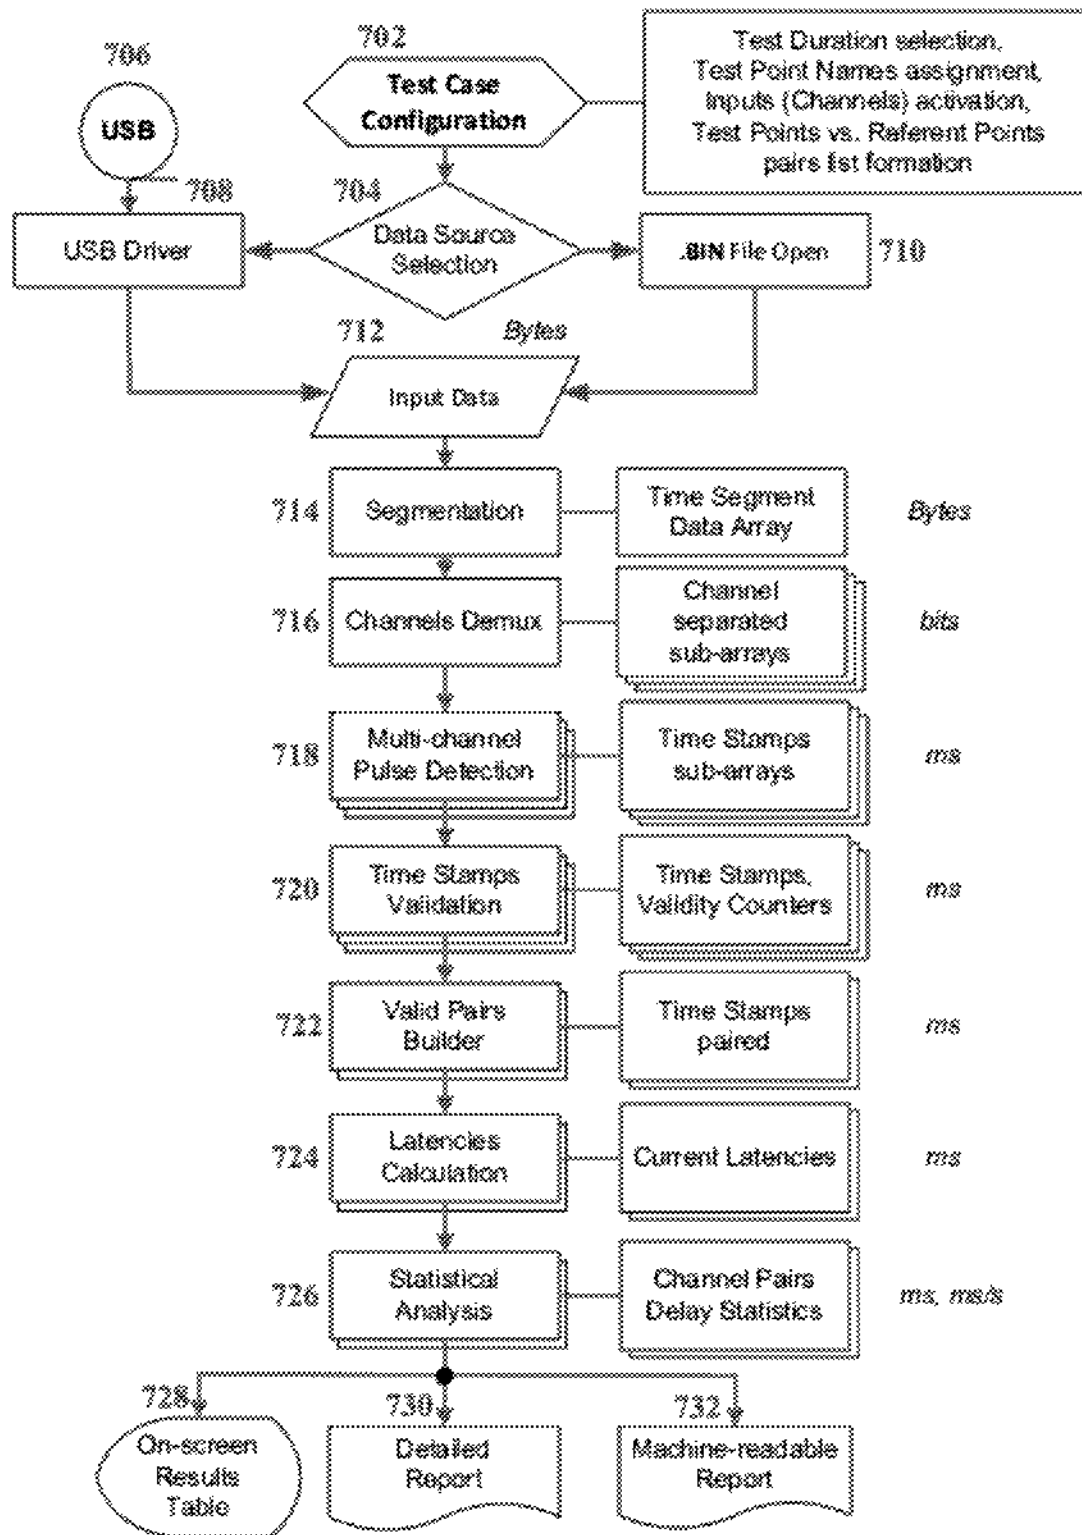 702
Test Case
Configuration
Test Duration selection,
Test Point Names assignment,
Inputs (Channels) activation,
Test Points vs. Referent Points
pairs list formation
706
USB
708
USB Driver
704
Data Source
Selection
.BIN File Open
710
712
Bytes
Input Data
714
Segmentation
Time Segment
Data Array
Bytes
716
Channels Demux
Channel
separated
sub-arrays
bits
718
Multi-channel
Pulse Detection
Time Stamps
sub-arrays
ms
720
Time Stamps
Validation
Time Stamps,
Validity Counters
ms
722
Valid Pairs
Builder
Time Stamps
paired
ms
724
Latencies
Calculation
Current Latencies
ms
726
Statistical
Analysis
Channel Pairs
Delay Statistics
ms, ms/s
728
On-screen
Results
Table
730
Detailed
Report
732
Machine-readable
Report